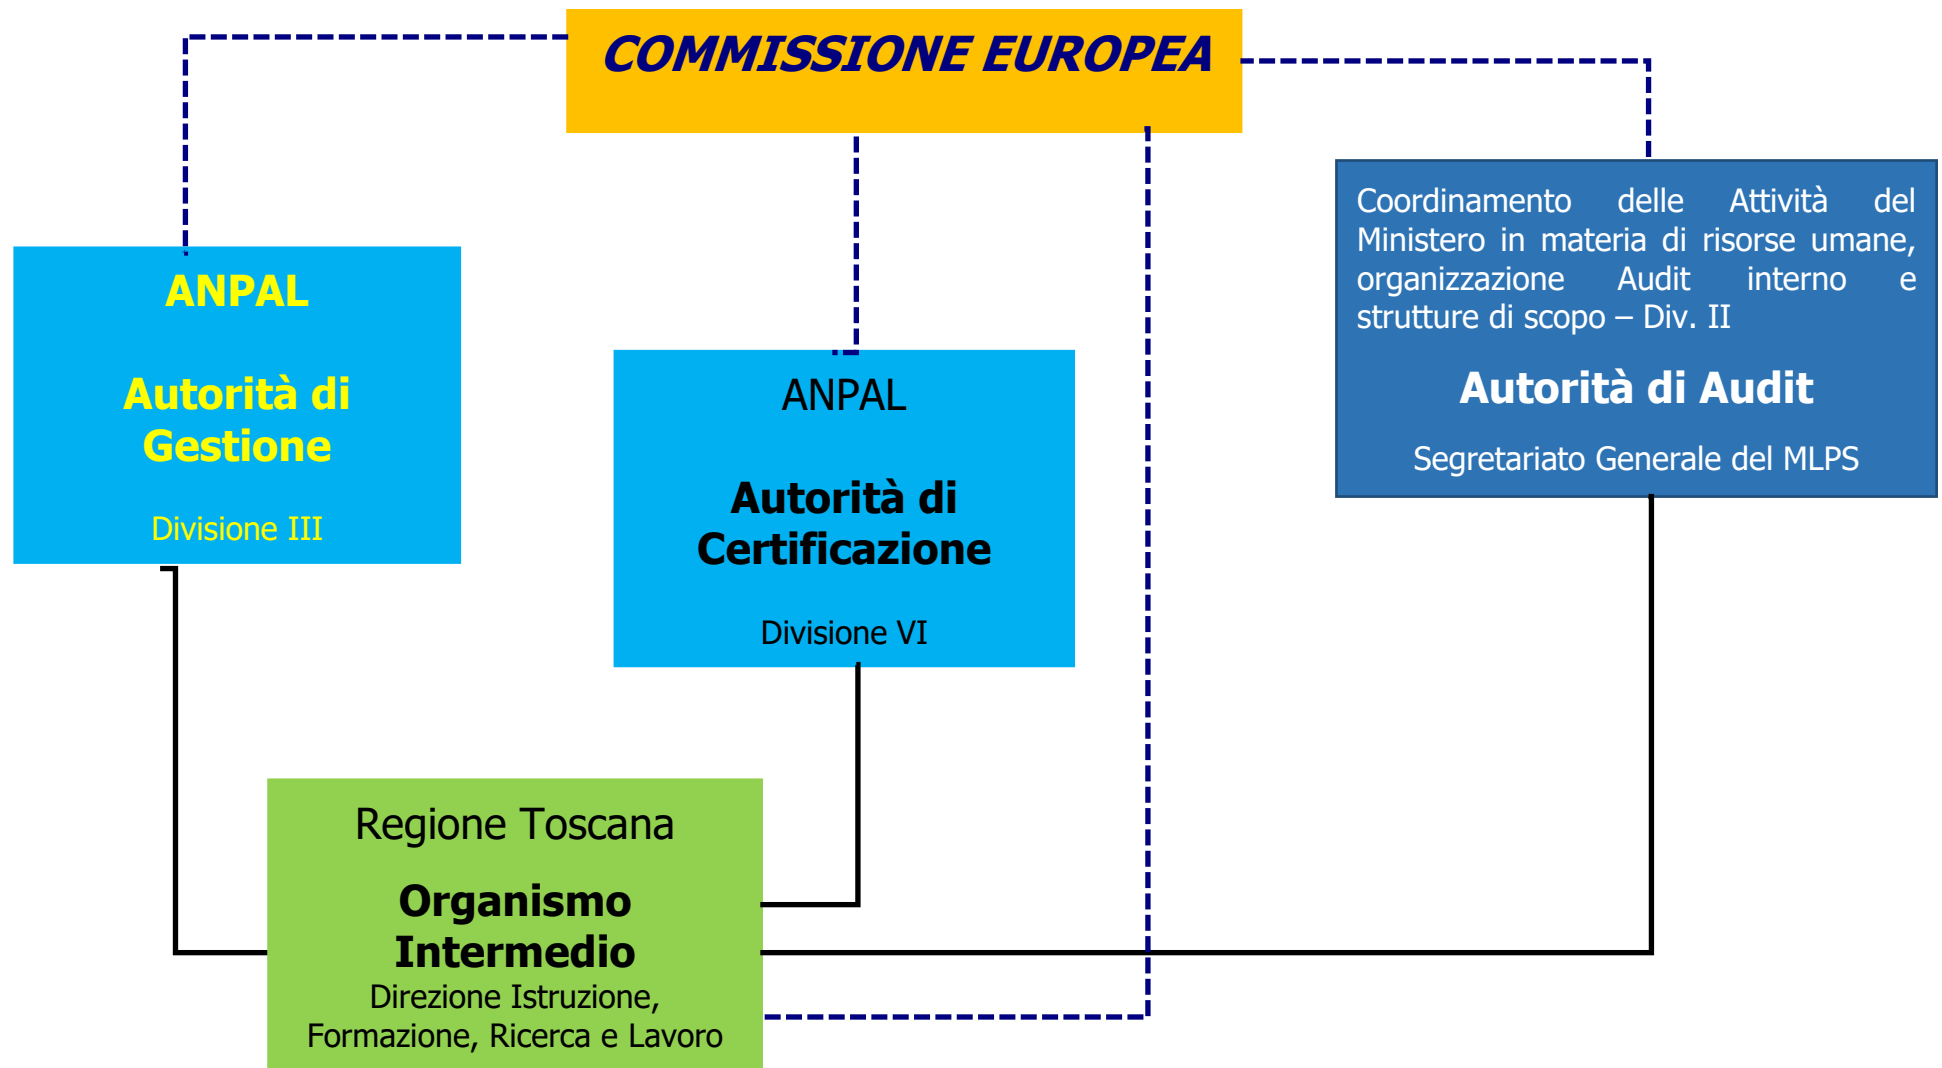 COMMISSIONE EUROPEA
ANPAL
Autorità di
Gestione
Divisione III
ANPAL
Autorità di
Certificazione
Divisione VI
Coordinamento delle Attività del
Ministero in materia di risorse umane,
organizzazione Audit interno e
strutture di scopo – Div. II
Autorità di Audit
Segretariato Generale del MLPS
Regione Toscana
Organismo
Intermedio
Direzione Istruzione,
Formazione, Ricerca e Lavoro